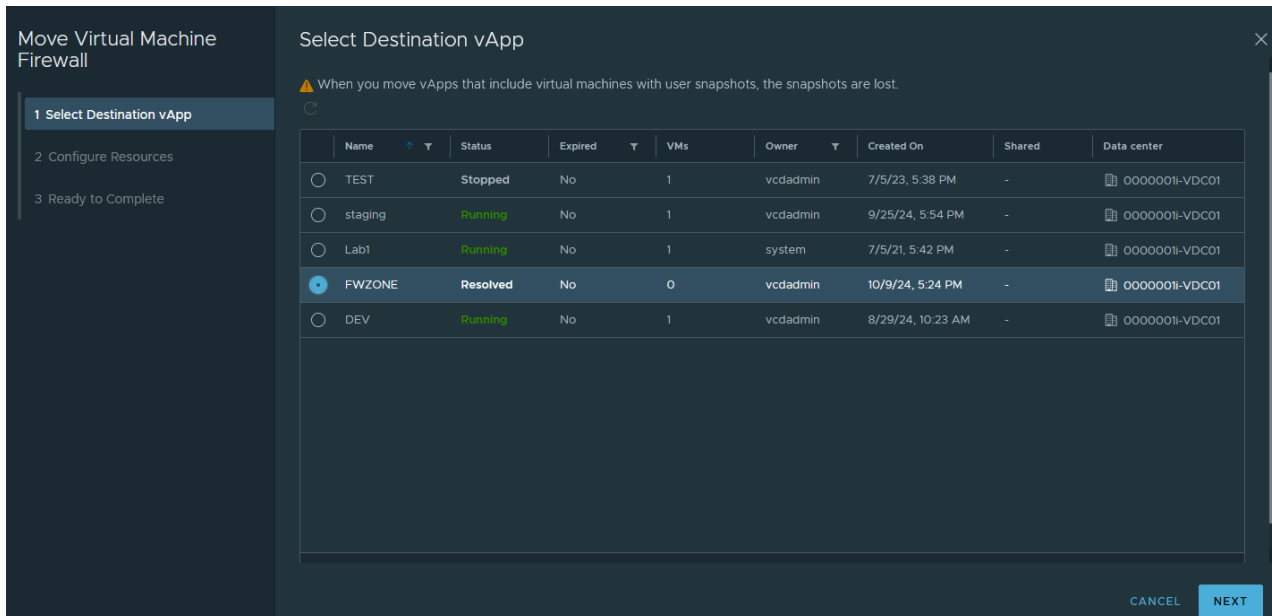 Move Virtual Machine
Firewall
1 Select Destination vApp
2 Configure Resources
3 Ready to Complete
Select Destination vApp
When you move vApps that include virtual machines with user snapshots, the snapshots are lost.
Name Status Expired VMs Owner Created On Shared Data center
TEST Stopped No 1 vcdadmin 7/5/23, 5:38 PM - 0000001i-VDC01
staging Running No 1 vcdadmin 9/25/24, 5:54 PM - 0000001i-VDC01
Lab1 Running No 1 system 7/5/21, 5:42 PM - 0000001i-VDC01
FWZONE Resolved No 0 vcdadmin 10/9/24, 5:24 PM - 0000001i-VDC01
DEV Running No 1 vcdadmin 8/29/24, 10:23 AM - 0000001i-VDC01
CANCEL NEXT